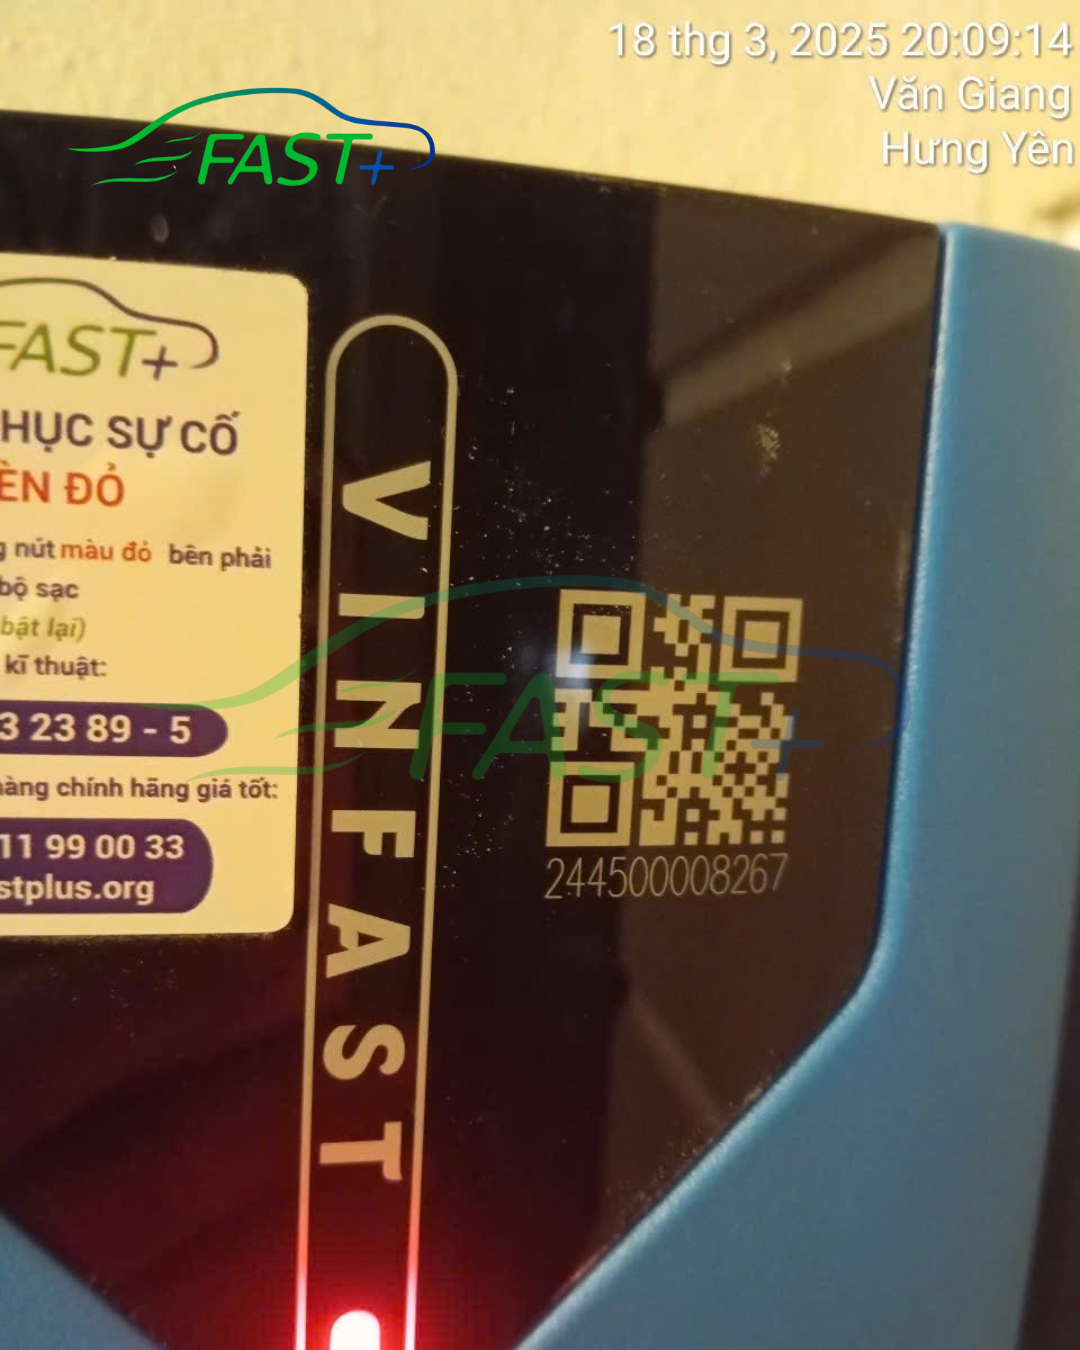 18 thg 3, 2025 20:09:14
Văn Giang
Hưng Yên
FAST+
FAST+
HỤC SỰ CỐ
ÈN ĐỎ
nút màu đỏ bên phải
bộ sạc
bật lại)
kĩ thuật:
3 23 89 - 5
hàng chính hãng giá tốt:
11 99 00 33
stplus.org
VINFAST
FAST+
244500008267